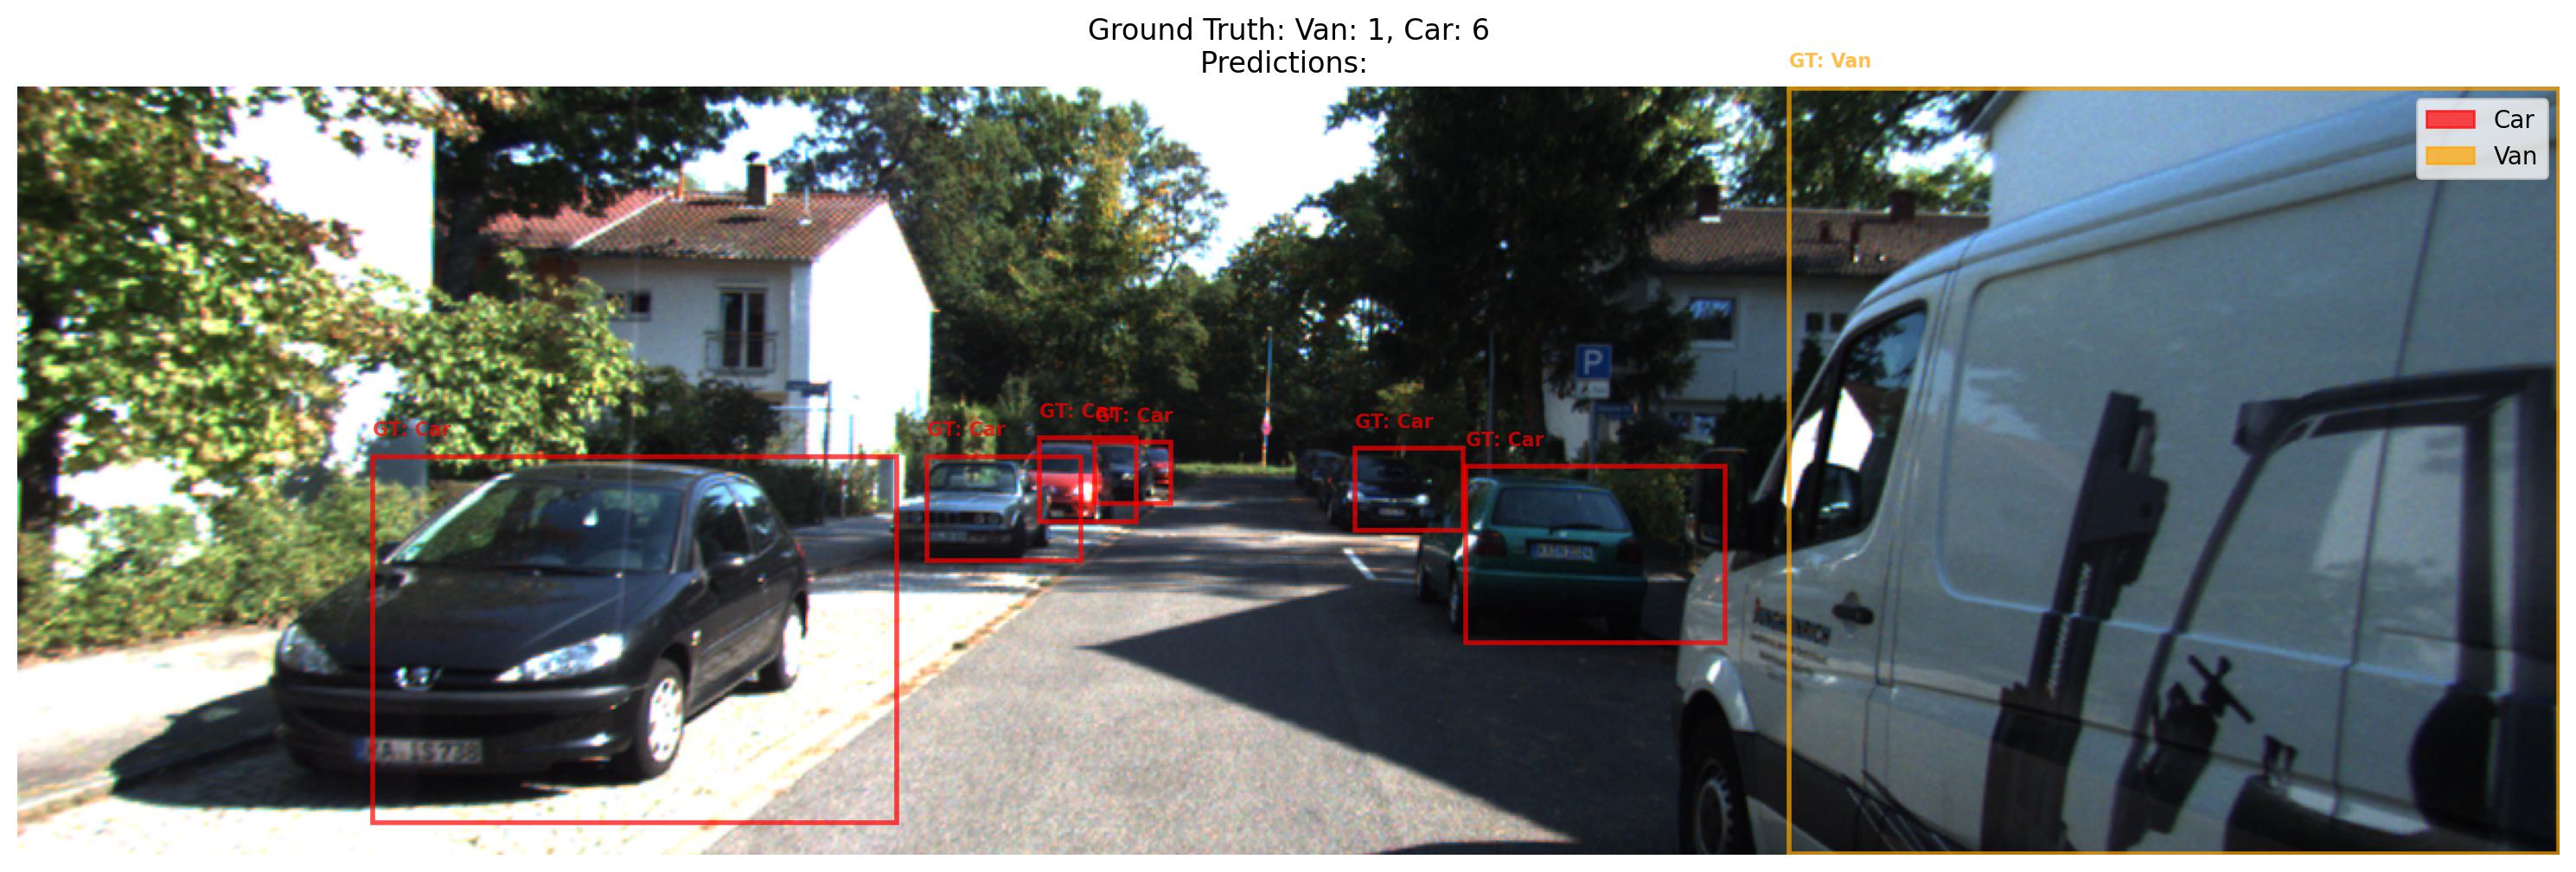 Ground Truth: Van: 1, Car: 6
Predictions:
GT: Van
Car
Van
GT: Car
GT: Car
GT: Car
GT: Car
GT: Car
GT: Car
P